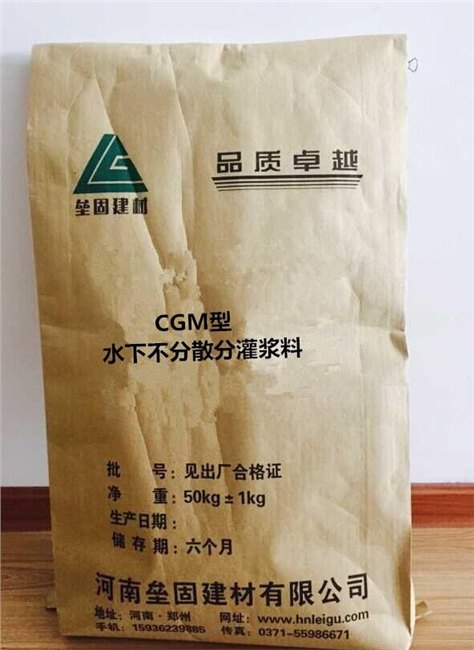 垒固建材
品质卓越
CGM型
水下不分散分灌浆料
批 号：见出厂合格证
净 重：50kg±1kg
生产日期：
储存期：六个月
河南垒固建材有限公司
地址：河南·郑州 网址：www.hnleigu.com
手机：15936239885 传真：0371-55986671